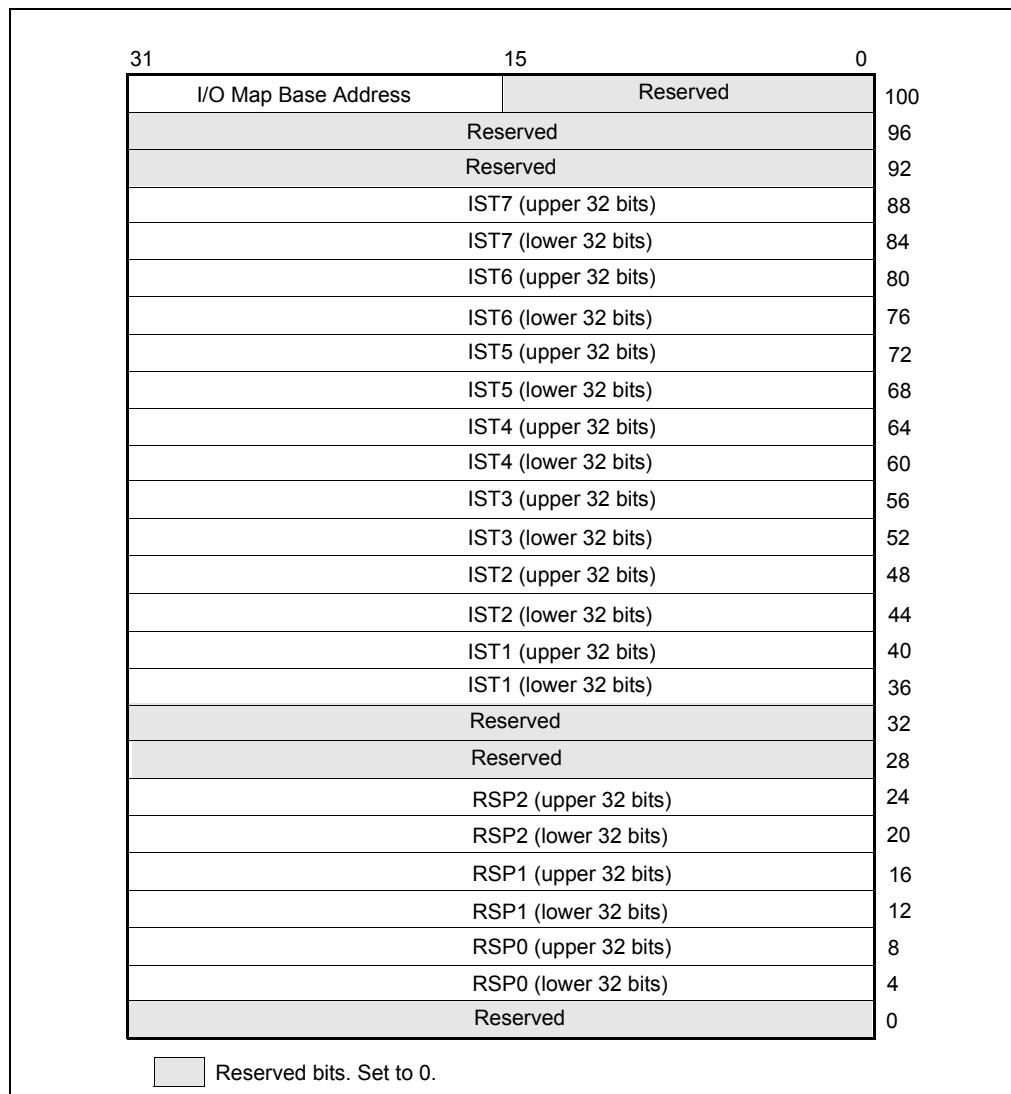 31 15 0
I/O Map Base Address Reserved 100
Reserved 96
Reserved 92
IST7 (upper 32 bits) 88
IST7 (lower 32 bits) 84
IST6 (upper 32 bits) 80
IST6 (lower 32 bits) 76
IST5 (upper 32 bits) 72
IST5 (lower 32 bits) 68
IST4 (upper 32 bits) 64
IST4 (lower 32 bits) 60
IST3 (upper 32 bits) 56
IST3 (lower 32 bits) 52
IST2 (upper 32 bits) 48
IST2 (lower 32 bits) 44
IST1 (upper 32 bits) 40
IST1 (lower 32 bits) 36
Reserved 32
Reserved 28
RSP2 (upper 32 bits) 24
RSP2 (lower 32 bits) 20
RSP1 (upper 32 bits) 16
RSP1 (lower 32 bits) 12
RSP0 (upper 32 bits) 8
RSP0 (lower 32 bits) 4
Reserved 0
Reserved bits. Set to 0.